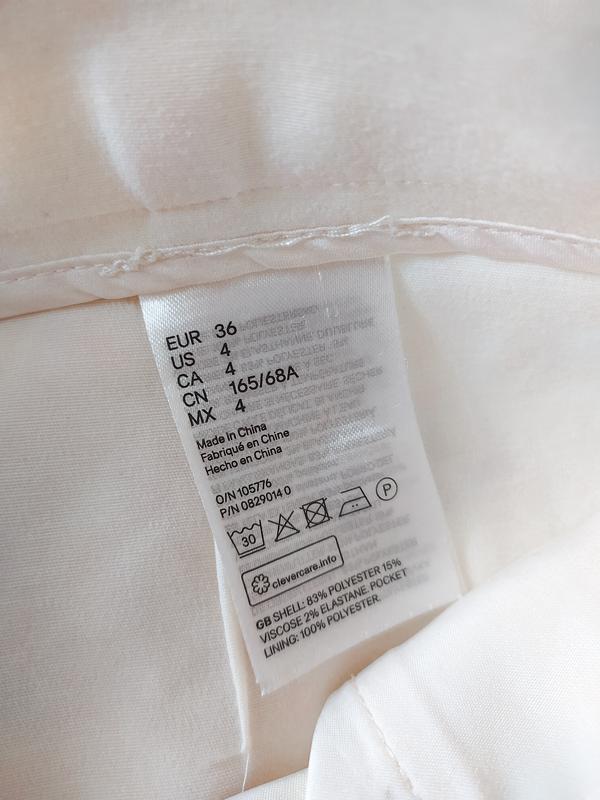 EUR 36
US 4
CA 4
CN 165/68A
MX 4
Made in China
Fabriqué en Chine
Hecho en China
O/N 105776
P/N 0829014 0
30
P
clevercare.info
GB SHELL: 83% POLYESTER 15%
VISCOSE 2% ELASTANE. POCKET
LINING: 100% POLYESTER.